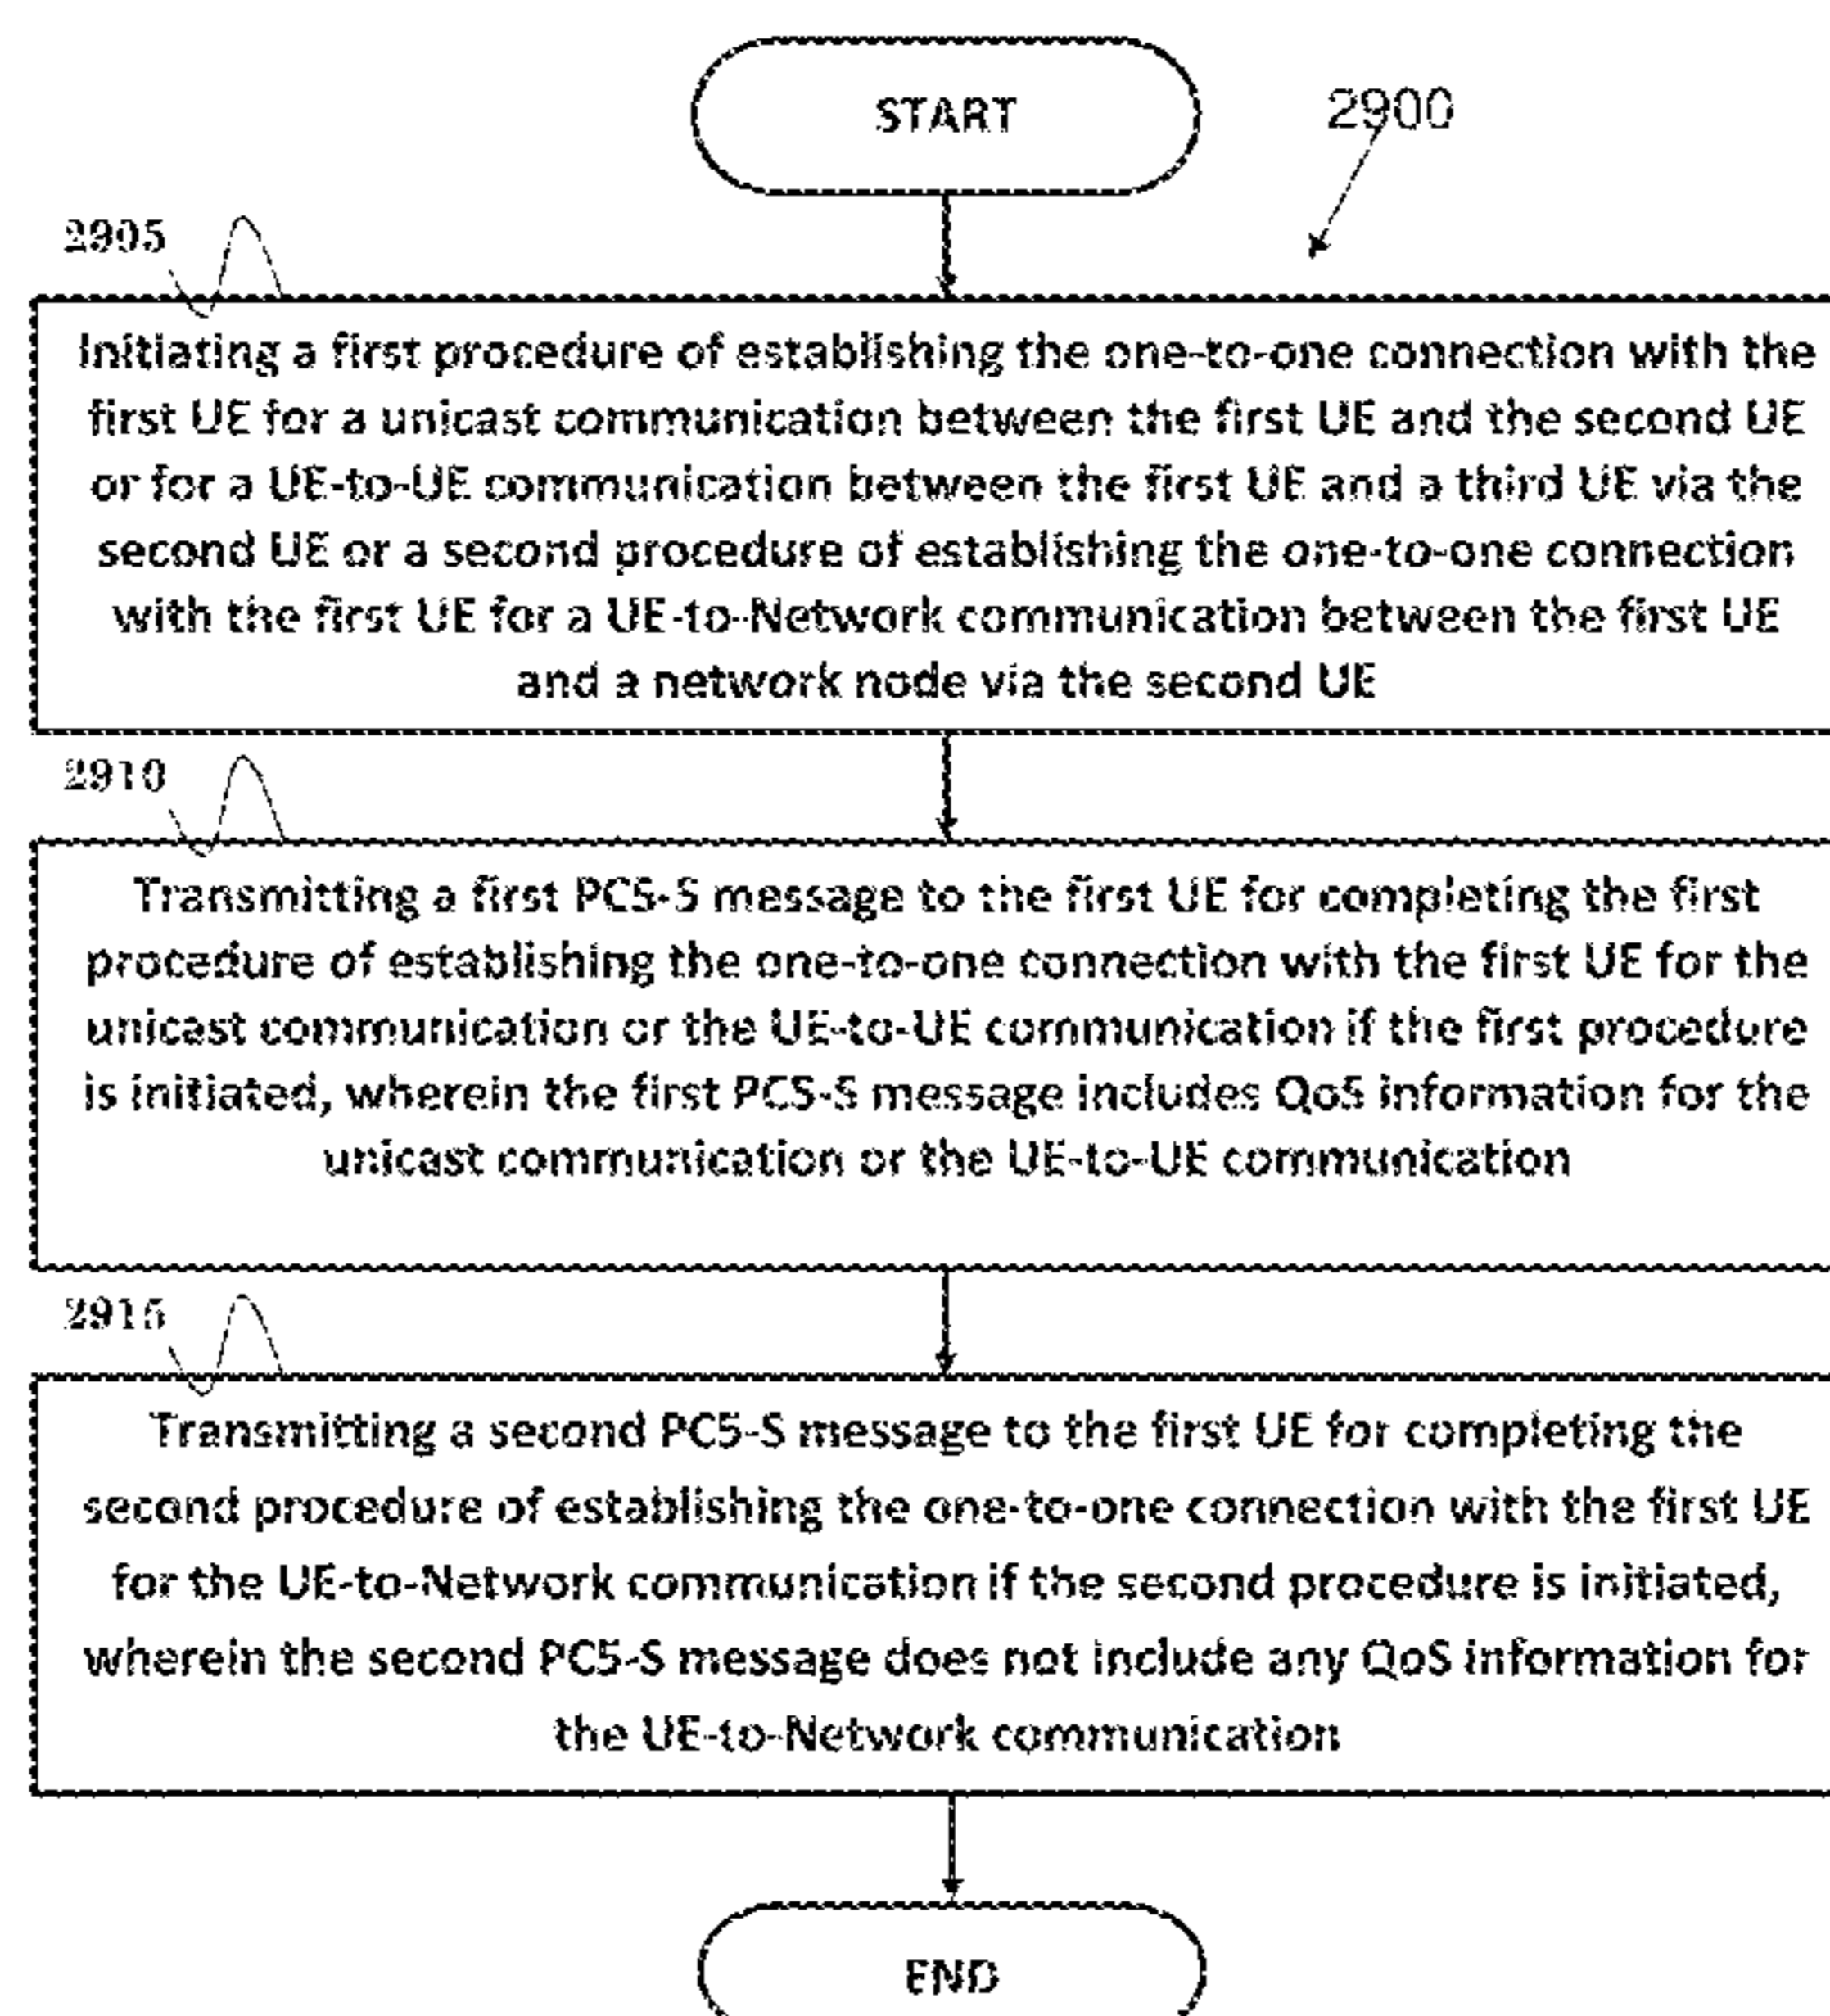 START
2900
2905
Initiating a first procedure of establishing the one-to-one connection with the
first UE for a unicast communication between the first UE and the second UE
or for a UE-to-UE communication between the first UE and a third UE via the
second UE or a second procedure of establishing the one-to-one connection
with the first UE for a UE-to-Network communication between the first UE
and a network node via the second UE
2910
Transmitting a first PC5-S message to the first UE for completing the first
procedure of establishing the one-to-one connection with the first UE for the
unicast communication or the UE-to-UE communication if the first procedure
is initiated, wherein the first PC5-S message includes QoS information for the
unicast communication or the UE-to-UE communication
2915
Transmitting a second PC5-S message to the first UE for completing the
second procedure of establishing the one-to-one connection with the first UE
for the UE-to-Network communication if the second procedure is initiated,
wherein the second PC5-S message does not include any QoS information for
the UE-to-Network communication
END